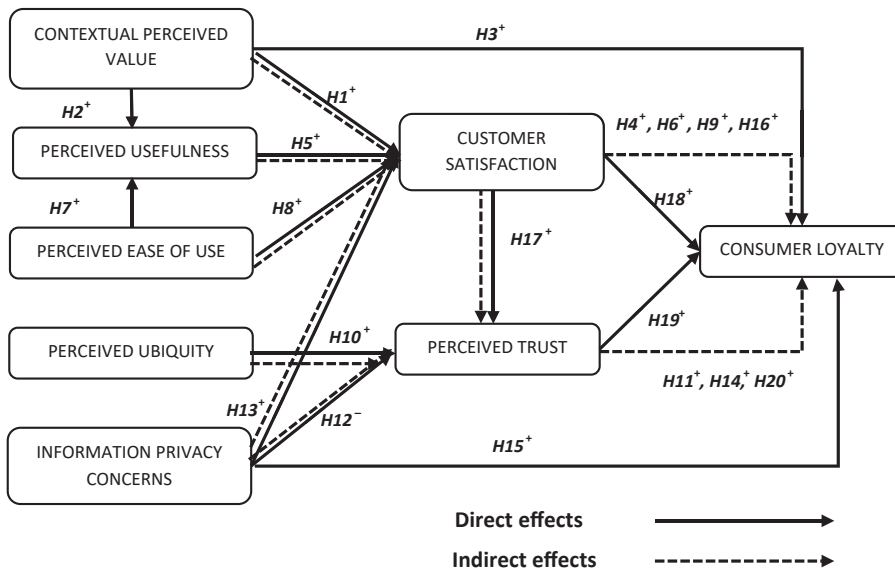 CONTEXTUAL PERCEIVED
VALUE
H3⁺
H1⁺
H2⁺
H4⁺, H6⁺, H9⁺, H16⁺
CUSTOMER
SATISFACTION
PERCEIVED USEFULNESS
H5⁺
H7⁺
H8⁺
H18⁺
H17⁺
PERCEIVED EASE OF USE
CONSUMER LOYALTY
H19⁺
PERCEIVED UBIQUITY
H10⁺
PERCEIVED TRUST
H11⁺, H14,⁺ H20⁺
H13⁺
H12⁻
H15⁺
INFORMATION PRIVACY
CONCERNS
Direct effects
Indirect effects